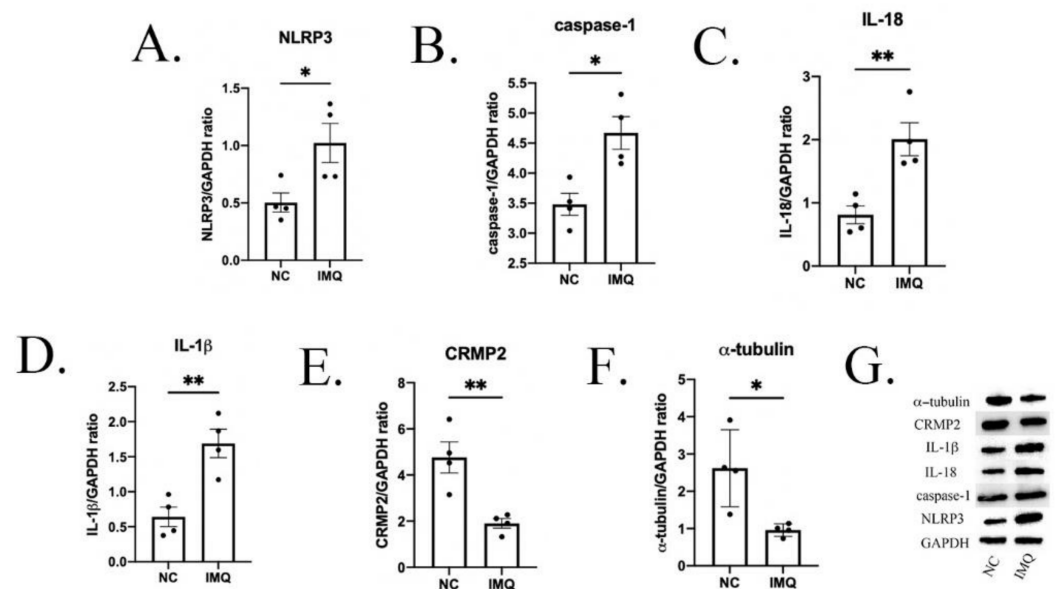 A.
NLRP3
*
NLRP3/GAPDH ratio
1.5
1.0
0.5
0.0
NC IMQ
B.
caspase-1
*
caspase-1/GAPDH ratio
5.5
5.0
4.5
4.0
3.5
3.0
2.5
NC IMQ
C.
IL-18
**
IL-18/GAPDH ratio
3
2
1
0
NC IMQ
D.
IL-1β
**
IL-1β/GAPDH ratio
2.5
2.0
1.5
1.0
0.5
0.0
NC IMQ
E.
CRMP2
**
CRMP2/GAPDH ratio
8
6
4
2
0
NC IMQ
F.
α-tubulin
*
α-tubulin/GAPDH ratio
5
4
3
2
1
0
NC IMQ
G.
α-tubulin
CRMP2
IL-1β
IL-18
caspase-1
NLRP3
GAPDH
NC IMQ